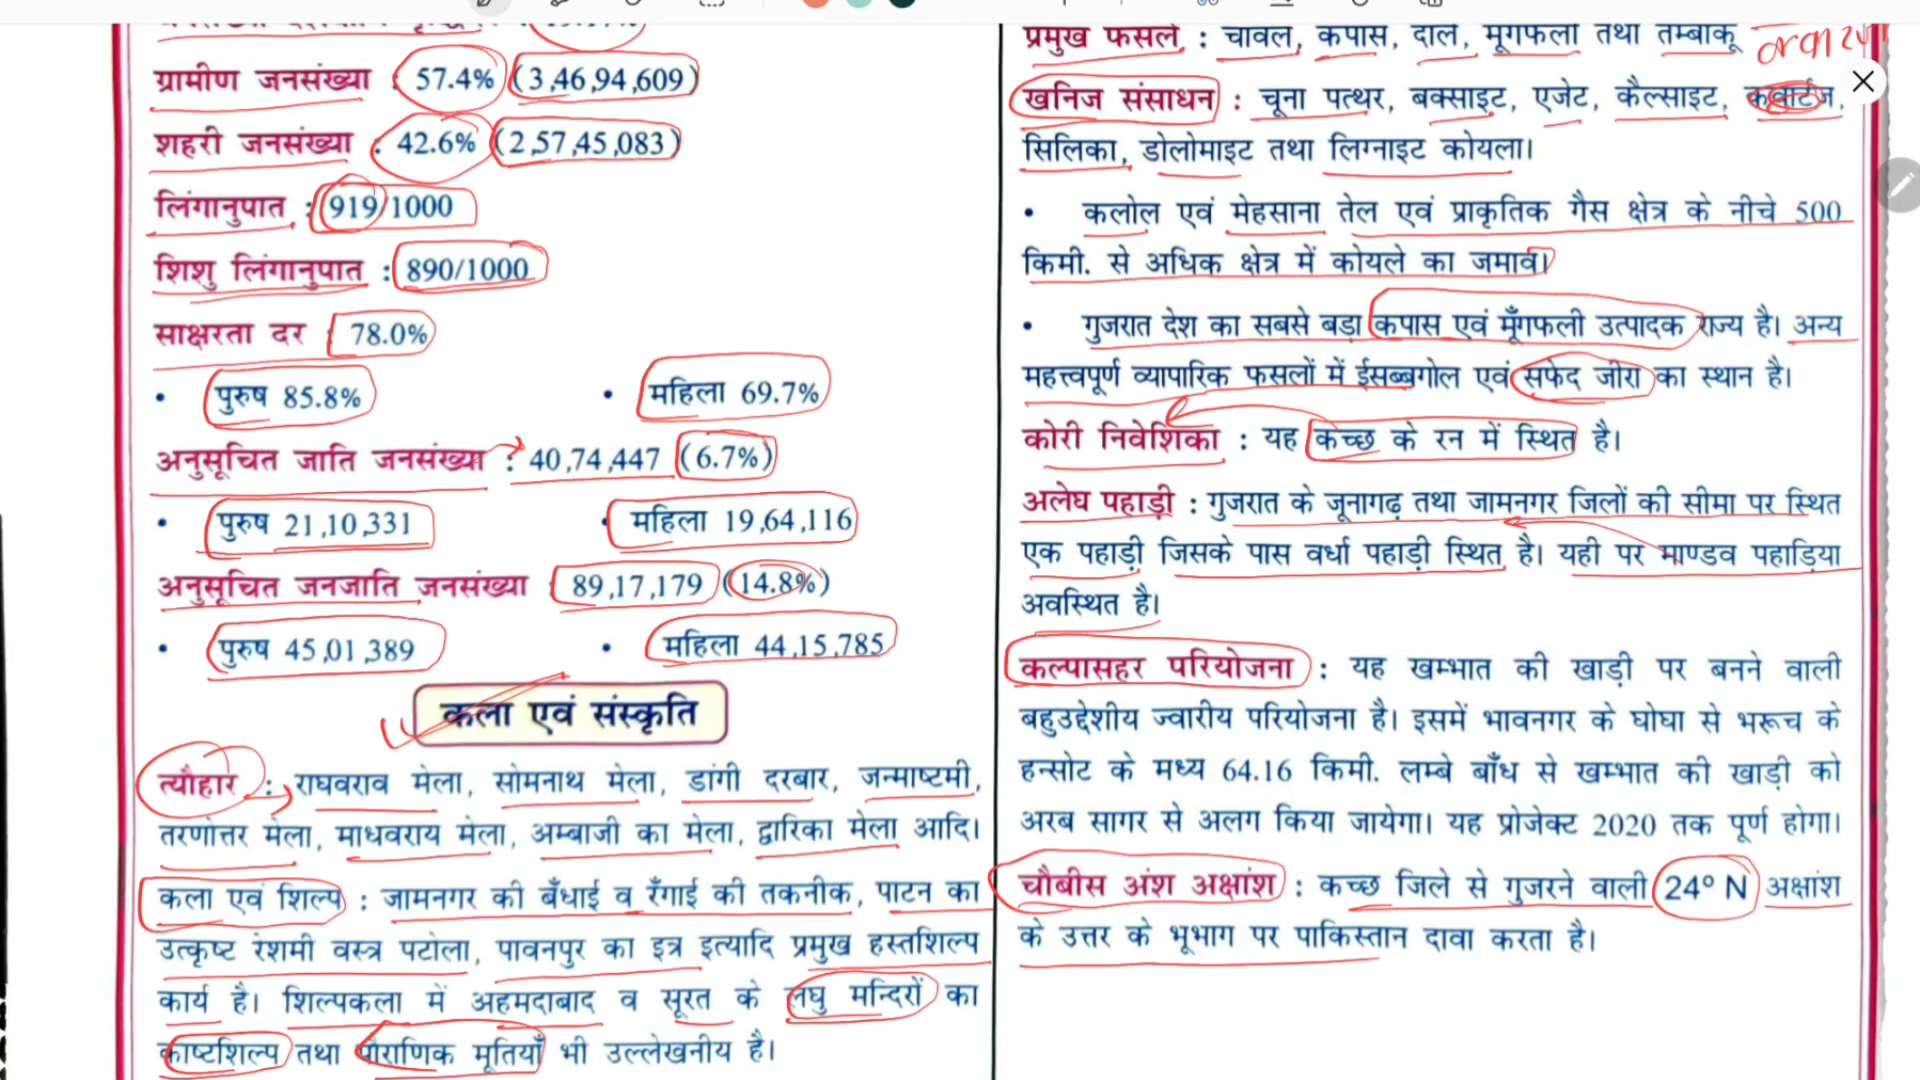 ग्रामीण जनसंख्या : 57.4% (3,46,94,609)
शहरी जनसंख्या : 42.6% (2,57,45,083)
लिंगानुपात : 919/1000
शिशु लिंगानुपात : 890/1000
साक्षरता दर : 78.0%
• पुरुष 85.8% • महिला 69.7%
अनुसूचित जाति जनसंख्या : 40,74,447 (6.7%)
• पुरुष 21,10,331 • महिला 19,64,116
अनुसूचित जनजाति जनसंख्या : 89,17,179 (14.8%)
• पुरुष 45,01,389 • महिला 44,15,785
कला एवं संस्कृति
त्यौहार : राघवराव मेला, सोमनाथ मेला, डांगी दरबार, जन्माष्टमी,
तरणोत्तर मेला, माधवराय मेला, अम्बाजी का मेला, द्वारिका मेला आदि।
कला एवं शिल्प : जामनगर की बँधाई व रँगाई की तकनीक, पाटन का
उत्कृष्ट रेशमी वस्त्र पटोला, पावनपुर का इत्र इत्यादि प्रमुख हस्तशिल्प
कार्य है। शिल्पकला में अहमदाबाद व सूरत के लघु मन्दिरों का
काष्टशिल्प तथा पौराणिक मूतियाँ भी उल्लेखनीय है।
प्रमुख फसलें : चावल, कपास, दालें, मूंगफली तथा तम्बाकू
खनिज संसाधन : चूना पत्थर, बक्साइट, एजेट, कैल्साइट, क्वार्टज,
सिलिका, डोलोमाइट तथा लिग्नाइट कोयला।
• कलोल एवं मेहसाना तेल एवं प्राकृतिक गैस क्षेत्र के नीचे 500
किमी. से अधिक क्षेत्र में कोयले का जमाव।
• गुजरात देश का सबसे बड़ा कपास एवं मूँगफली उत्पादक राज्य है। अन्य
महत्त्वपूर्ण व्यापारिक फसलों में ईसब्बगोल एवं सफेद जीरा का स्थान है।
कोरी निवेशिका : यह कच्छ के रन में स्थित है।
अलेघ पहाड़ी : गुजरात के जूनागढ़ तथा जामनगर जिलों की सीमा पर स्थित
एक पहाड़ी जिसके पास वर्धा पहाड़ी स्थित है। यही पर माण्डव पहाड़िया
अवस्थित है।
कल्पासहर परियोजना : यह खम्भात की खाड़ी पर बनने वाली
बहुउद्देशीय ज्वारीय परियोजना है। इसमें भावनगर के घोघा से भरूच के
हन्सोट के मध्य 64.16 किमी. लम्बे बाँध से खम्भात की खाड़ी को
अरब सागर से अलग किया जायेगा। यह प्रोजेक्ट 2020 तक पूर्ण होगा।
चौबीस अंश अक्षांश : कच्छ जिले से गुजरने वाली 24° N अक्षांश
के उत्तर के भूभाग पर पाकिस्तान दावा करता है।